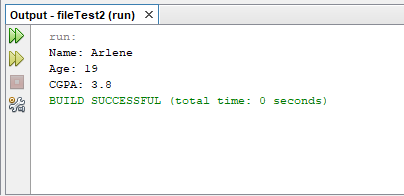 Output - fileTest2 (run) ×
run:
Name: Arlene
Age: 19
CGPA: 3.8
BUILD SUCCESSFUL (total time: 0 seconds)